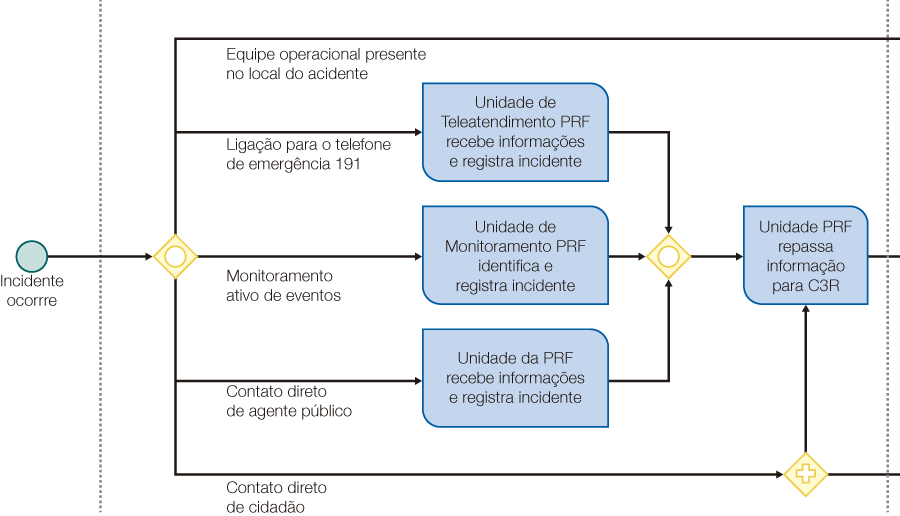 Equipe operacional presente
no local do acidente
Unidade de
Teleatendimento PRF
recebe informações
e registra incidente
Ligação para o telefone
de emergência 191
Incidente
ocorrre
Unidade de
Monitoramento PRF
identifica e
registra incidente
Monitoramento
ativo de eventos
Unidade PRF
repassa
informação
para C3R
Unidade da PRF
recebe informações
e registra incidente
Contato direto
de agente público
Contato direto
de cidadão